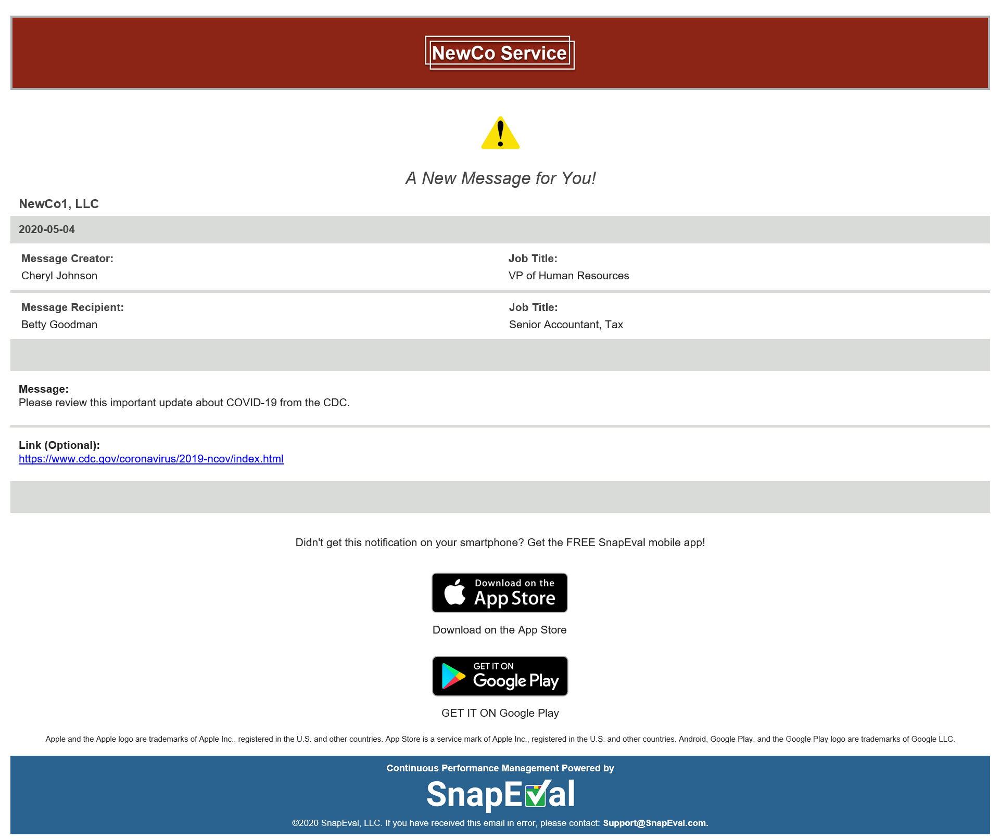 NewCo Service
A New Message for You!
NewCo1, LLC
2020-05-04
Message Creator:
Job Title:
Cheryl Johnson
VP of Human Resources
Message Recipient:
Job Title:
Betty Goodman
Senior Accountant, Tax
Message:
Please review this important update about COVID-19 from the CDC.
Link (Optional):
https://www.cdc.gov/coronavirus/2019-ncov/index.html
Didn't get this notification on your smartphone? Get the FREE SnapEval mobile app!
Download on the
App Store
Download on the App Store
GET IT ON
Google Play
GET IT ON Google Play
Apple and the Apple logo are trademarks of Apple Inc., registered in the U.S. and other countries. App Store is a service mark of Apple Inc., registered in the U.S. and other countries. Android, Google Play, and the Google Play logo are trademarks of Google LLC.
Continuous Performance Management Powered by
SnapEval
©2020 SnapEval, LLC. If you have received this email in error, please contact: Support@SnapEval.com.